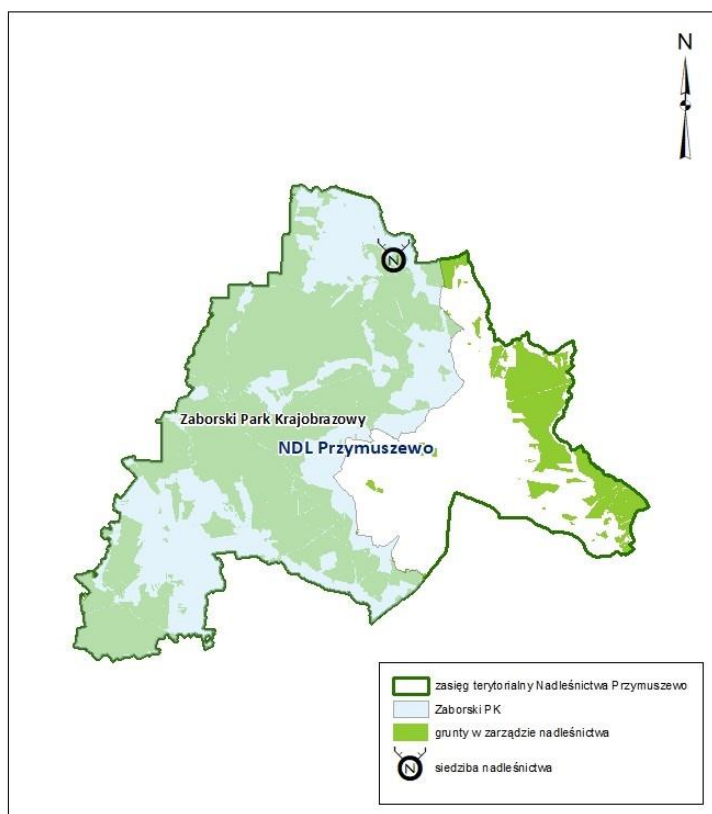 N
N
Zaborski Park Krajobrazowy
NDL Przymuszewo
zasięg terytorialny Nadleśnictwa Przymuszewo
Zaborski PK
grunty w zarządzie nadleśnictwa
N
siedziba nadleśnictwa